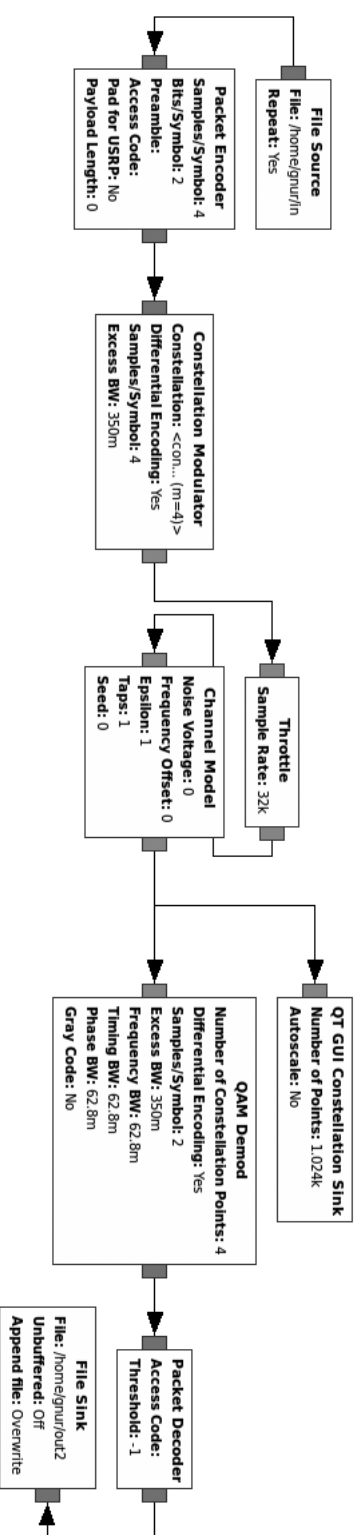 File Source
File: /home/gnur/in
Repeat: Yes
Packet Encoder
Samples/Symbol: 4
Bits/Symbol: 2
Preamble:
Access Code:
Pad for USRP: No
Payload Length: 0
Constellation Modulator
Constellation: <con... (m=4)>
Differential Encoding: Yes
Samples/Symbol: 4
Excess BW: 350m
Throttle
Sample Rate: 32k
Channel Model
Noise Voltage: 0
Frequency Offset: 0
Epsilon: 1
Taps: 1
Seed: 0
QT GUI Constellation Sink
Number of Points: 1.024k
Autoscale: No
QAM Demod
Number of Constellation Points: 4
Differential Encoding: Yes
Samples/Symbol: 2
Excess BW: 350m
Frequency BW: 62.8m
Timing BW: 62.8m
Phase BW: 62.8m
Gray Code: No
Packet Decoder
Access Code:
Threshold: -1
File Sink
File: /home/gnur/out2
Unbuffered: Off
Append file: Overwrite